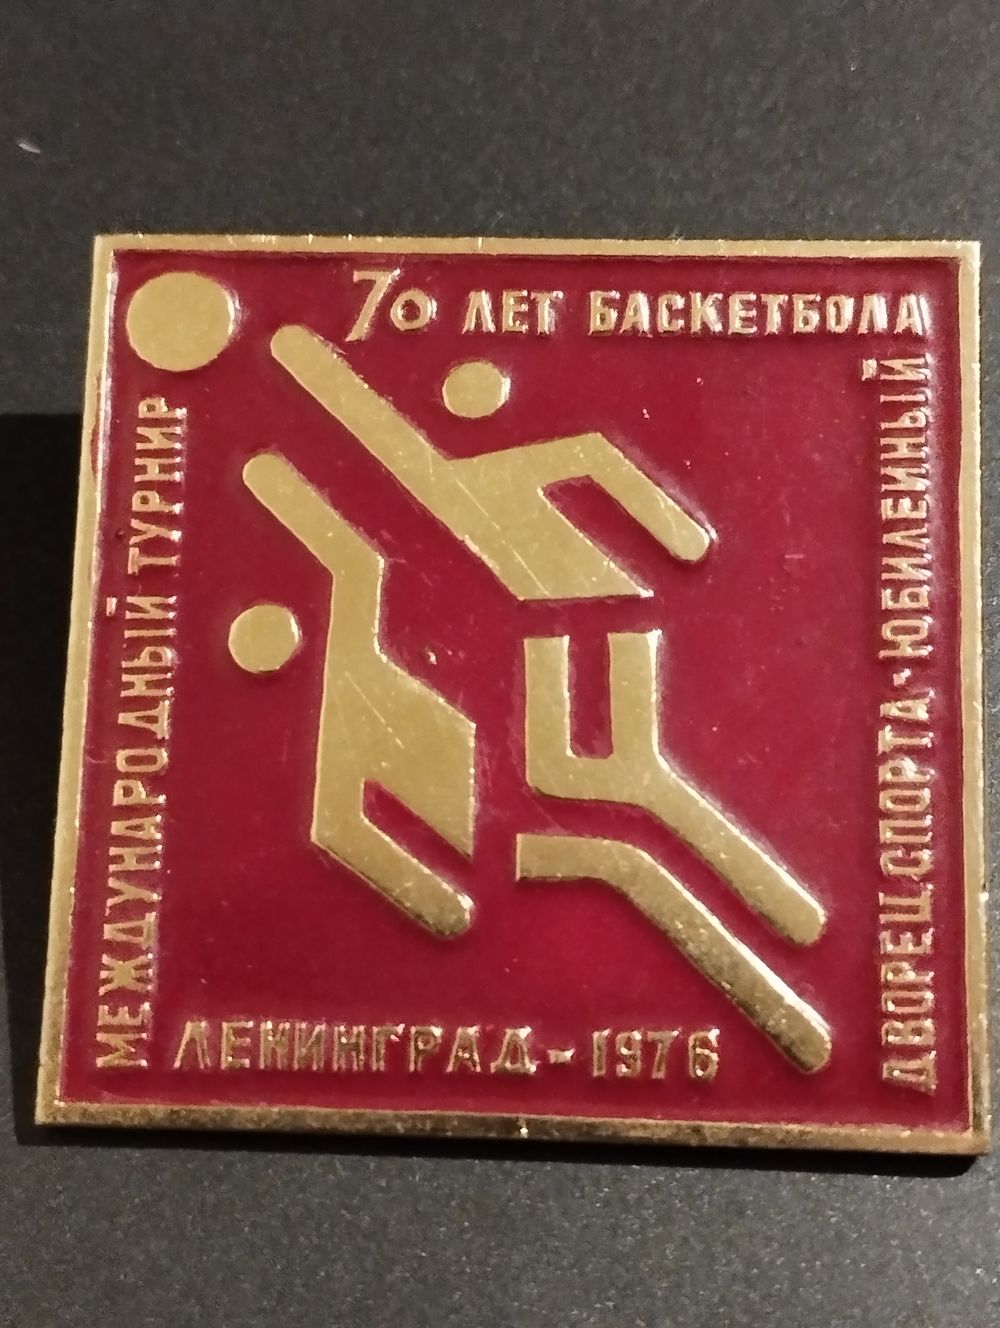 70 ЛЕТ БАСКЕТБОЛА
МЕЖДУНАРОДНЫЙ ТУРНИР
ДВОРЕЦ СПОРТА-ЮБИЛЕЙНЫЙ
ЛЕНИНГРАД-1976